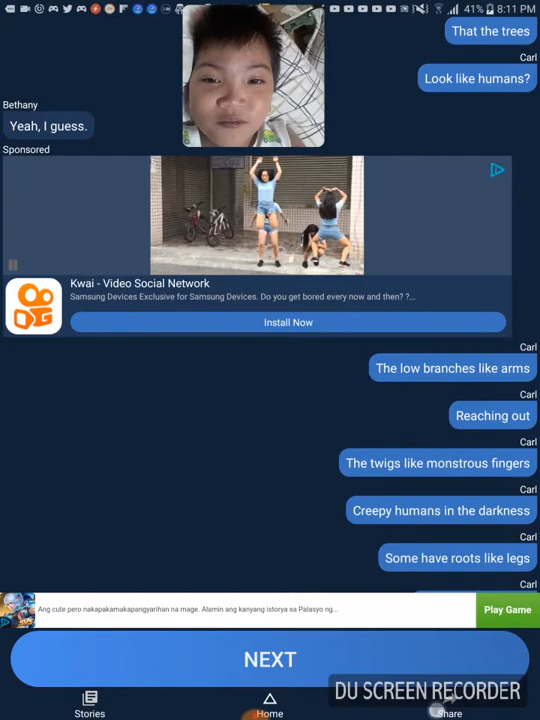 41% 8:11 PM
That the trees
Carl
Look like humans?
Bethany
Yeah, I guess.
Sponsored
Kwai - Video Social Network
Samsung Devices Exclusive for Samsung Devices. Do you get bored every now and then? ?...
Install Now
Carl
The low branches like arms
Carl
Reaching out
Carl
The twigs like monstrous fingers
Carl
Creepy humans in the darkness
Carl
Some have roots like legs
Carl
Ang cute pero nakapakamakapangyarihan na mage. Alamin ang kanyang istorya sa Palasyo ng...
Play Game
NEXT
DU SCREEN RECORDER
Stories
Home
Share